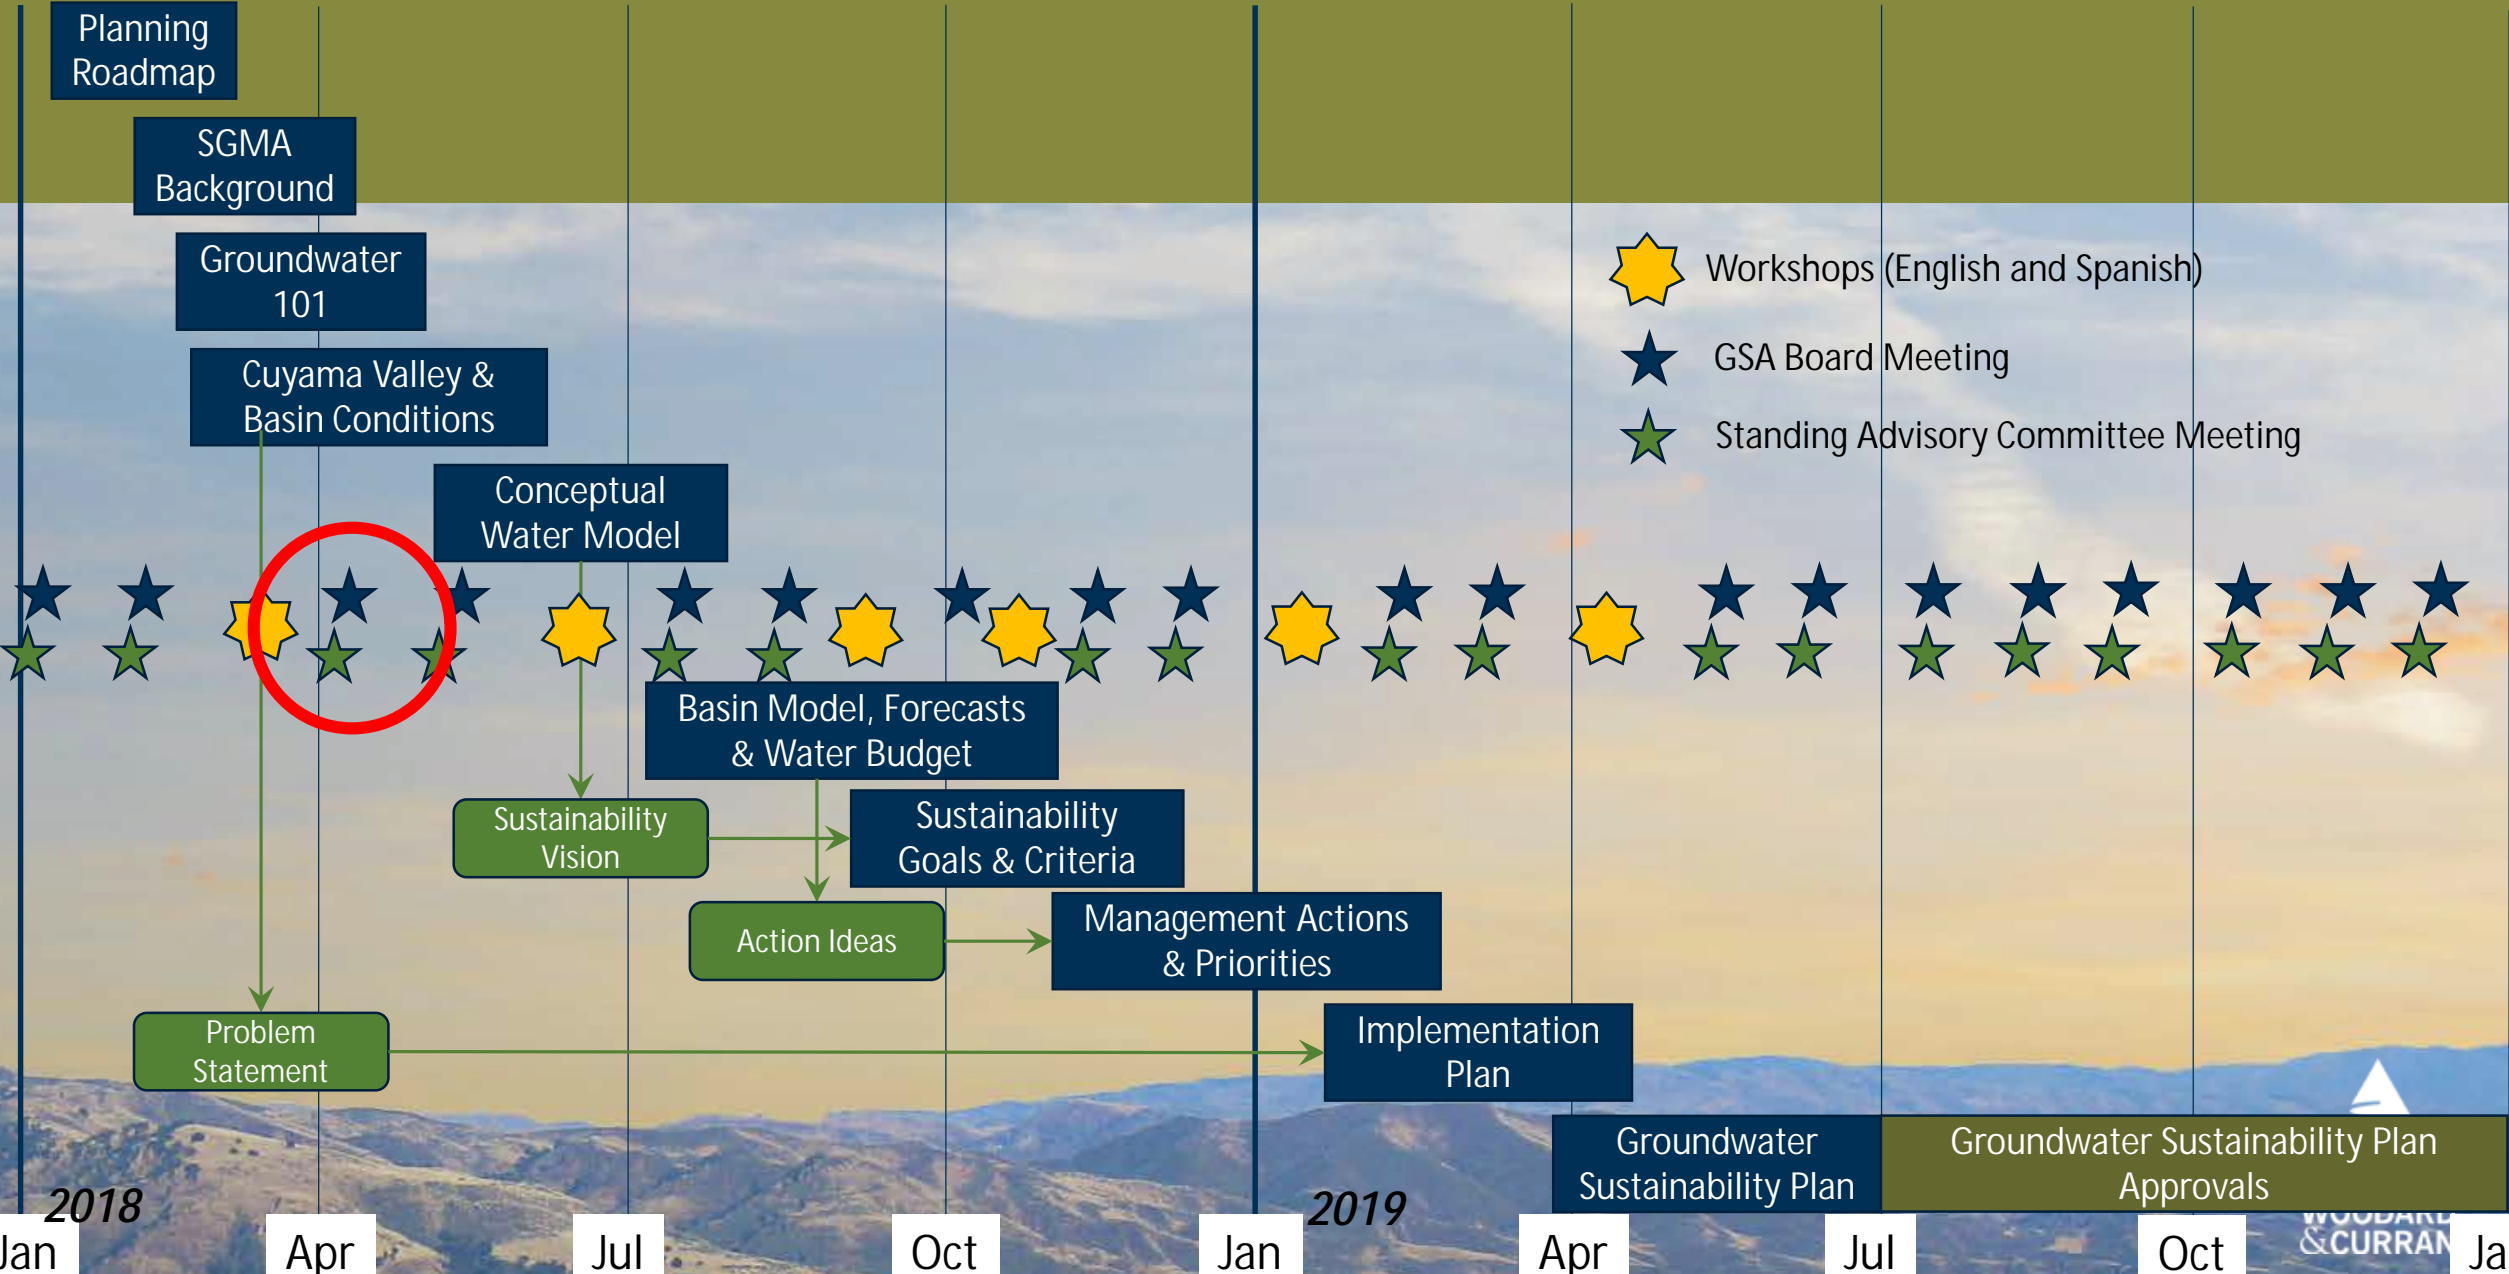 Planning
Roadmap
SGMA
Background
Groundwater
101
Cuyama Valley &
Basin Conditions
Workshops (English and Spanish)
GSA Board Meeting
Standing Advisory Committee Meeting
Conceptual
Water Model
Basin Model, Forecasts
& Water Budget
Sustainability
Vision
Sustainability
Goals & Criteria
Action Ideas
Management Actions
& Priorities
Problem
Statement
Implementation
Plan
Groundwater
Sustainability Plan
Groundwater Sustainability Plan
Approvals
2018
2019
WOODARD
&CURRAN
Jan
Apr
Jul
Oct
Jan
Apr
Jul
Oct
Ja